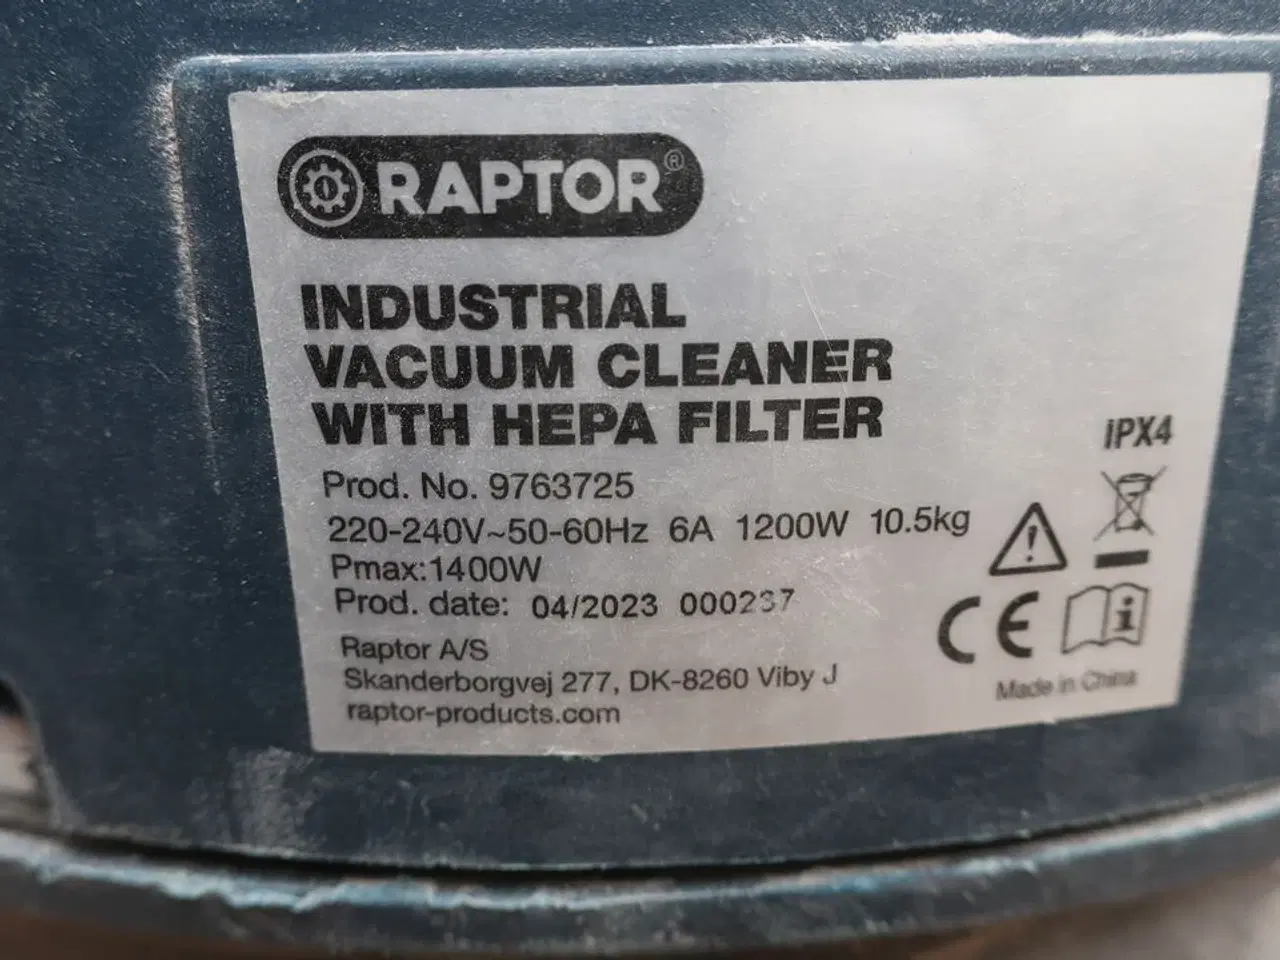 RAPTOR®
INDUSTRIAL
VACUUM CLEANER
WITH HEPA FILTER
IPX4
Prod. No. 9763725
220-240V~50-60Hz 6A 1200W 10.5kg
Pmax:1400W
Prod. date: 04/2023 000237
CE
Raptor A/S
Skanderborgvej 277, DK-8260 Viby J
raptor-products.com
Made in China